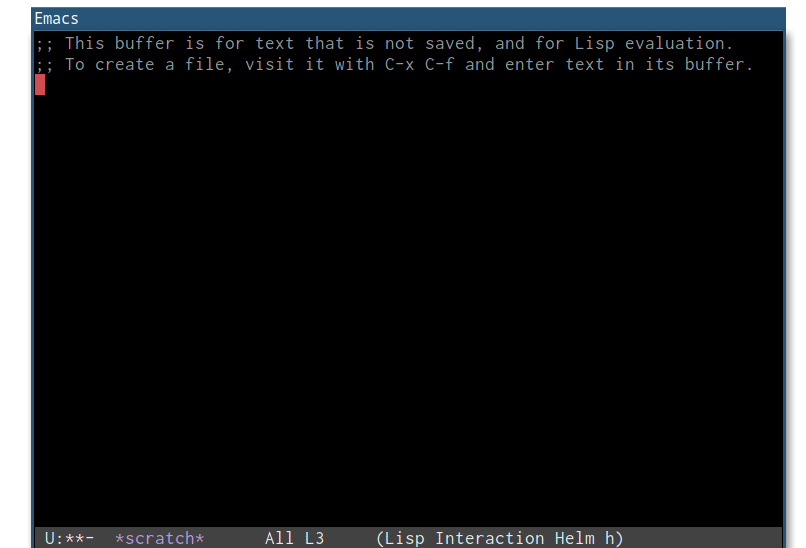 Emacs
;; This buffer is for text that is not saved, and for Lisp evaluation.
;; To create a file, visit it with C-x C-f and enter text in its buffer.
U:**-  *scratch*      All L3     (Lisp Interaction Helm h)